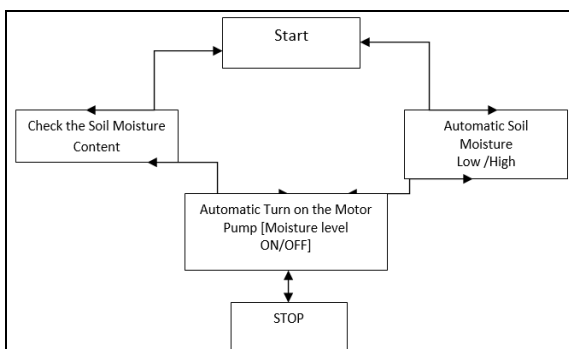 Start
Check the Soil Moisture
Content
Automatic Soil
Moisture
Low /High
Automatic Turn on the Motor
Pump [Moisture level
ON/OFF]
STOP